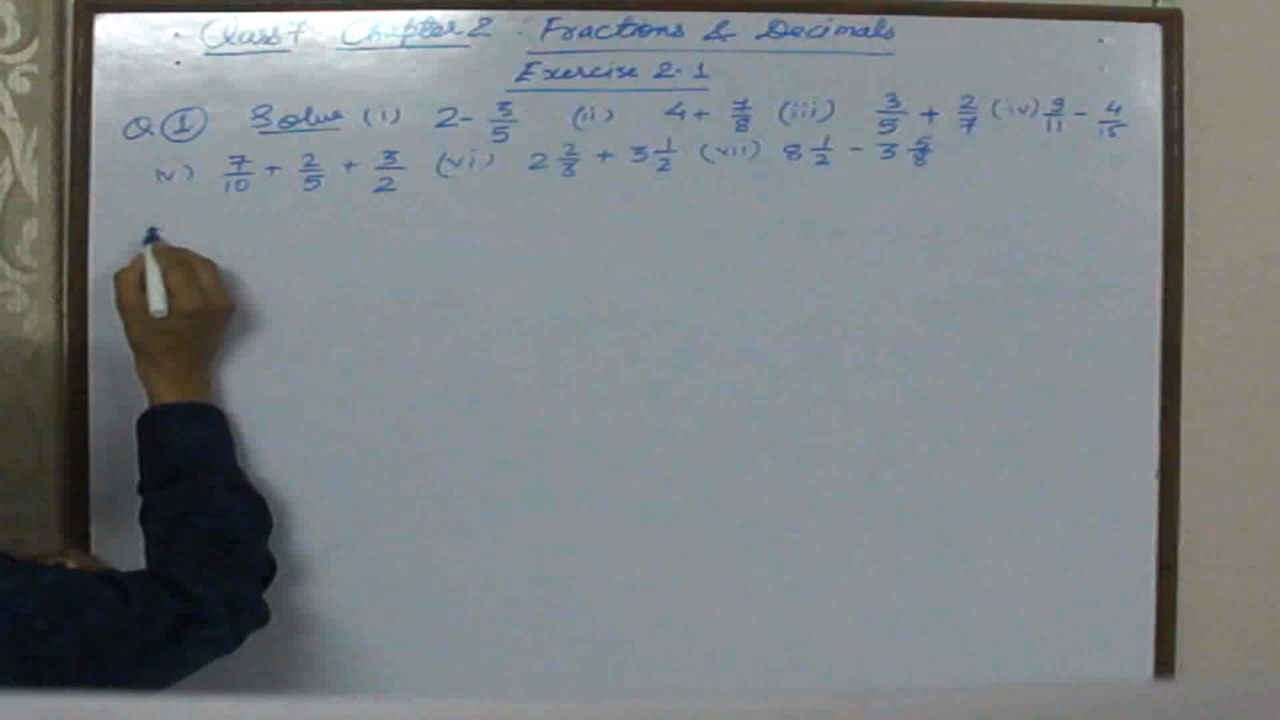 Class 7 Chapter 2 . Fractions & Decimals
Exercise 2.1
Q. 1 Solve (i) 2 - 3/5 (ii) 4 + 7/8 (iii) 3/5 + 2/7 (iv) 9/11 - 4/15
v) 7/10 + 2/5 + 3/2 (vi) 2 2/3 + 3 1/2 (vii) 8 1/2 - 3 5/8